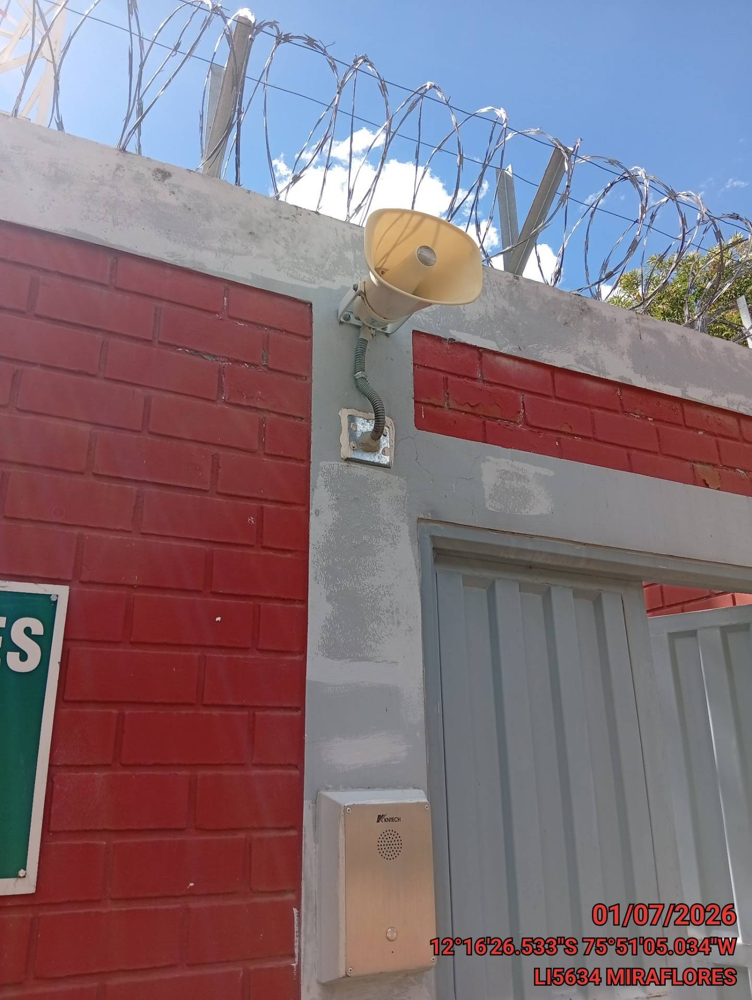 ES
KNTECH
01/07/2026
12°16'26.533"S 75°51'05.034"W
LI5634 MIRAFLORES